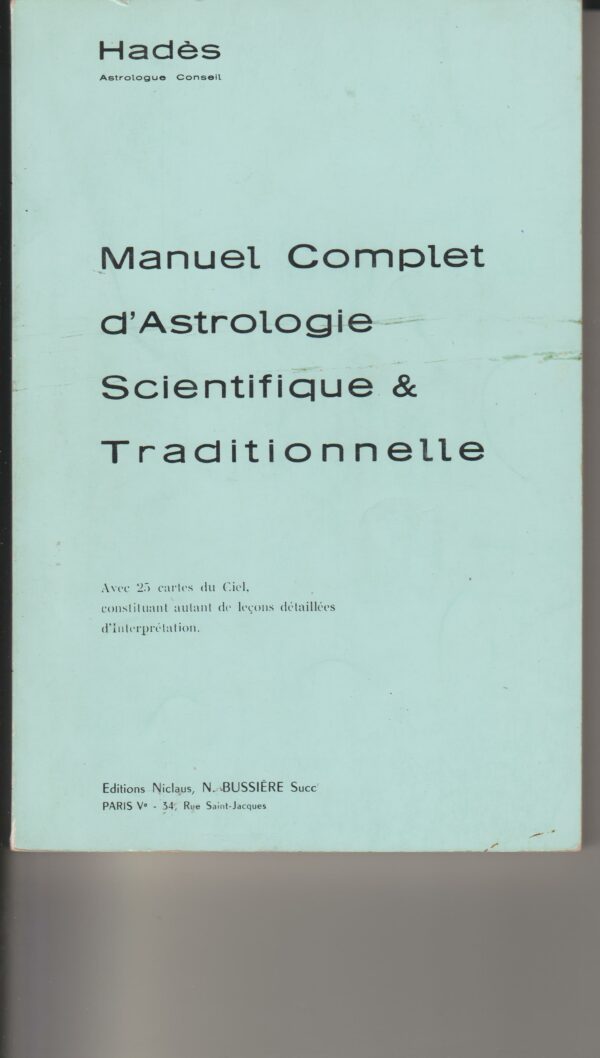 Hadès
Astrologue Conseil
Manuel Complet
d'Astrologie
Scientifique &
Traditionnelle
Avec 25 cartes du Ciel,
constituant autant de leçons détaillées
d'Interprétation.
Editions Niclaus, N. BUSSIÈRE Succ
PARIS Ve - 34, Rue Saint-Jacques